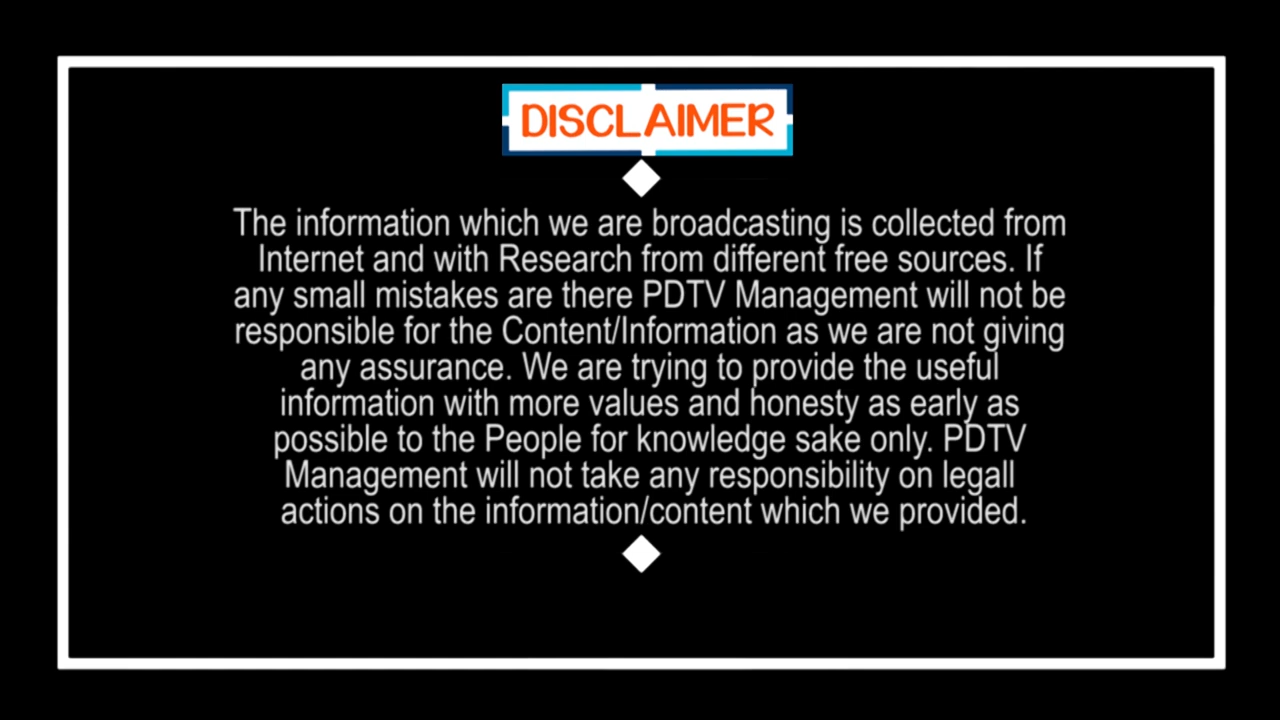 DISCLAIMER
The information which we are broadcasting is collected from
Internet and with Research from different free sources. If
any small mistakes are there PDTV Management will not be
responsible for the Content/Information as we are not giving
any assurance. We are trying to provide the useful
information with more values and honesty as early as
possible to the People for knowledge sake only. PDTV
Management will not take any responsibility on legall
actions on the information/content which we provided.